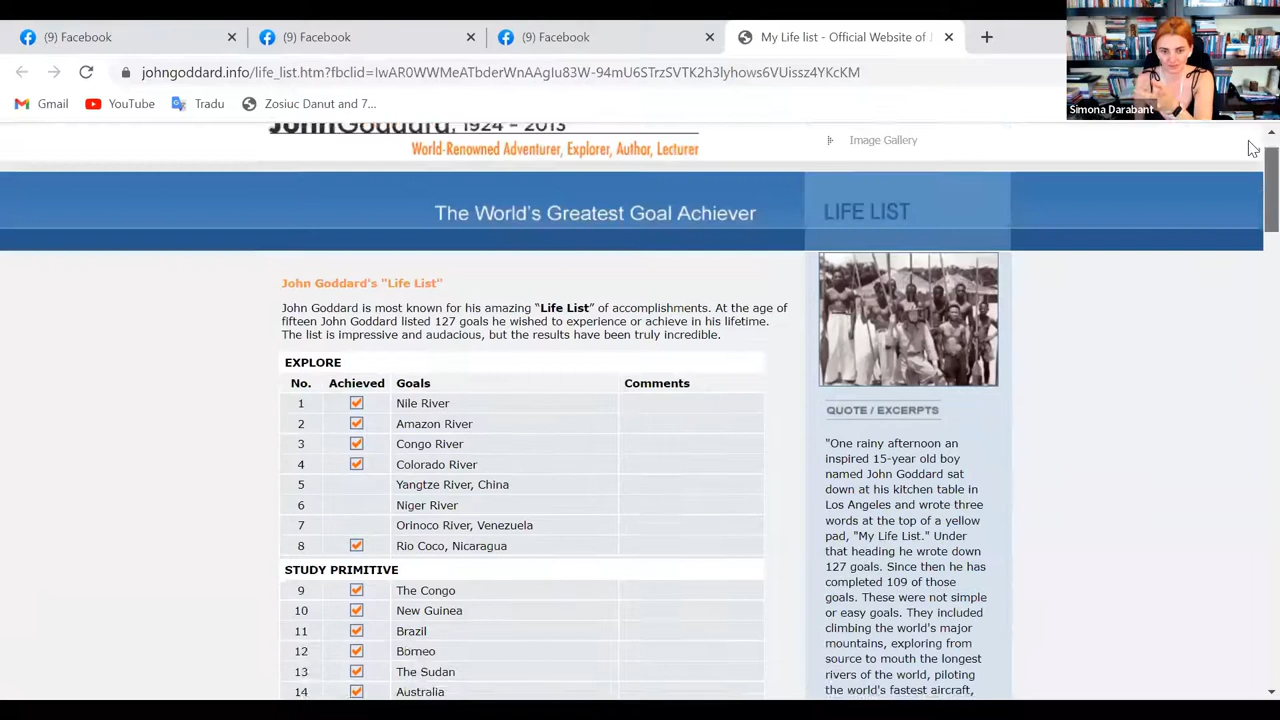 (9) Facebook
(9) Facebook
(9) Facebook
My Life list - Official Website of
johngoddard.info/life_list.htm?fbclid=IwAR0WWMeATbderWnAAgIu83W-94mU6STrzSVTK2h3lyhows6VUissz4YKcKM
Gmail
YouTube
Tradu
Zosiuc Danut and 7...
Simona Darabant
JohnGoddard, 1924 - 2013
World-Renowned Adventurer, Explorer, Author, Lecturer
Image Gallery
The World's Greatest Goal Achiever
LIFE LIST
John Goddard's "Life List"
John Goddard is most known for his amazing “Life List” of accomplishments. At the age of
fifteen John Goddard listed 127 goals he wished to experience or achieve in his lifetime.
The list is impressive and audacious, but the results have been truly incredible.
EXPLORE
No. Achieved Goals Comments
1 Nile River
2 Amazon River
3 Congo River
4 Colorado River
5 Yangtze River, China
6 Niger River
7 Orinoco River, Venezuela
8 Rio Coco, Nicaragua
STUDY PRIMITIVE
9 The Congo
10 New Guinea
11 Brazil
12 Borneo
13 The Sudan
14 Australia
QUOTE / EXCERPTS
"One rainy afternoon an
inspired 15-year old boy
named John Goddard sat
down at his kitchen table in
Los Angeles and wrote three
words at the top of a yellow
pad, "My Life List." Under
that heading he wrote down
127 goals. Since then he has
completed 109 of those
goals. These were not simple
or easy goals. They included
climbing the world's major
mountains, exploring from
source to mouth the longest
rivers of the world, piloting
the world's fastest aircraft,